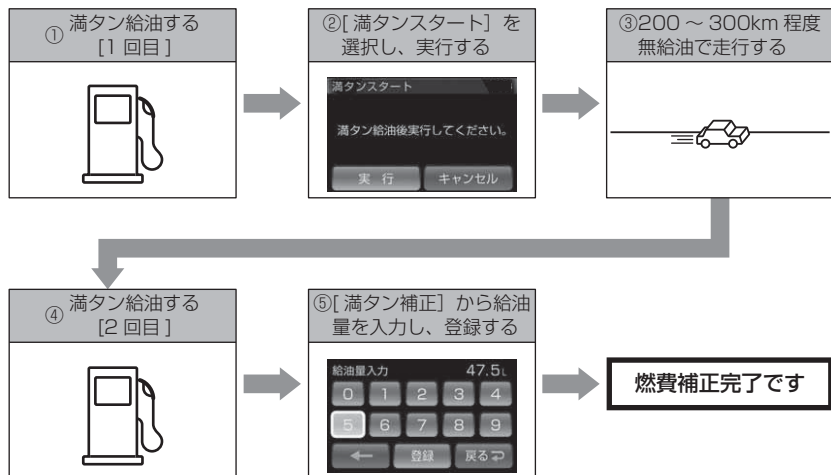 ① 満タン給油する
[1 回目]
②[ 満タンスタート］を
選択し、実行する
満タンスタート
満タン給油後実行してください。
実 行 キャンセル
③200 ～ 300km 程度
無給油で走行する
④ 満タン給油する
[2 回目]
⑤[ 満タン補正］から給油
量を入力し、登録する
給油量入力 47.5L
0 1 2 3 4
5 6 7 8 9
← 登録 戻る
燃費補正完了です